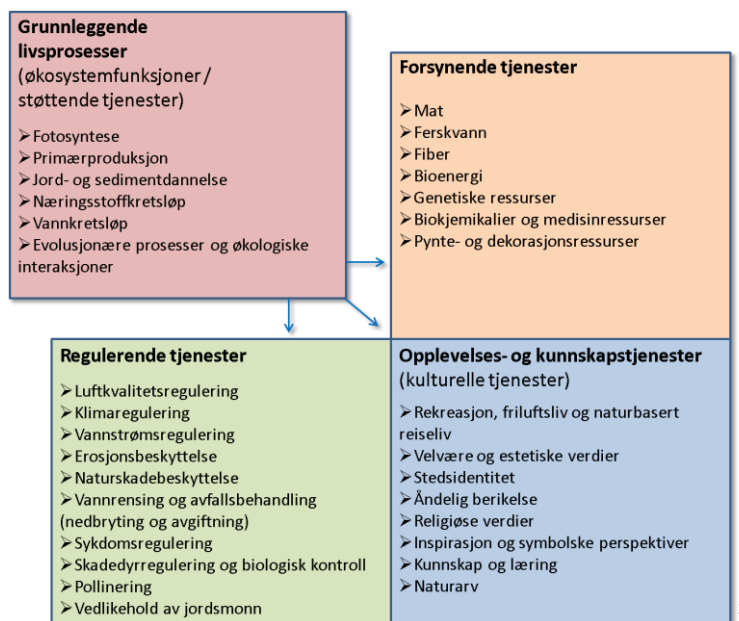 Grunnleggende
livsprosesser
(økosystemfunksjoner /
støttende tjenester)
➢Fotosyntese
➢Primærproduksjon
➢Jord- og sedimentdannelse
➢Næringsstoffkretsløp
➢Vannkretsløp
➢Evolusjonære prosesser og økologiske
interaksjoner
Forsynende tjenester
➢Mat
➢Ferskvann
➢Fiber
➢Bioenergi
➢Genetiske ressurser
➢Biokjemikalier og medisinressurser
➢Pynte- og dekorasjonsressurser
Regulerende tjenester
➢Luftkvalitetsregulering
➢Klimaregulering
➢Vannstrømsregulering
➢Erosjonsbeskyttelse
➢Naturskadebeskyttelse
➢Vannrensing og avfallsbehandling
(nedbryting og avgiftning)
➢Sykdomsregulering
➢Skadedyrregulering og biologisk kontroll
➢Pollinering
➢Vedlikehold av jordsmonn
Opplevelses- og kunnskapstjenester
(kulturelle tjenester)
➢Rekreasjon, friluftsliv og naturbasert
reiseliv
➢Velvære og estetiske verdier
➢Stedsidentitet
➢Åndelig berikelse
➢Religiøse verdier
➢Inspirasjon og symbolske perspektiver
➢Kunnskap og læring
➢Naturarv